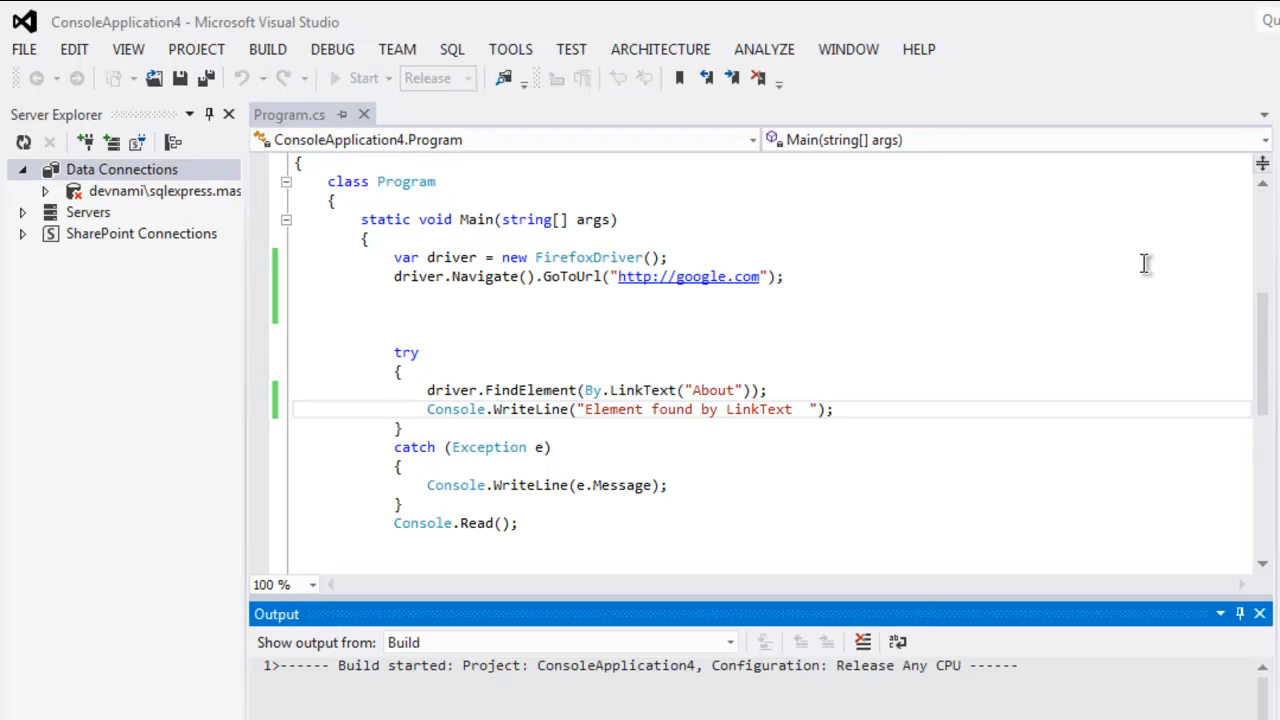 ConsoleApplication4 - Microsoft Visual Studio
Qu
FILE EDIT VIEW PROJECT BUILD DEBUG TEAM SQL TOOLS TEST ARCHITECTURE ANALYZE WINDOW HELP
Start Release
Server Explorer
Data Connections
devnami\sqlexpress.mas
Servers
SharePoint Connections
Program.cs
ConsoleApplication4.Program
Main(string[] args)
{
class Program
{
static void Main(string[] args)
{
var driver = new FirefoxDriver();
driver.Navigate().GoToUrl("http://google.com");
try
{
driver.FindElement(By.LinkText("About"));
Console.WriteLine("Element found by LinkText  ");
}
catch (Exception e)
{
Console.WriteLine(e.Message);
}
Console.Read();
100 %
Output
Show output from: Build
1>------ Build started: Project: ConsoleApplication4, Configuration: Release Any CPU ------